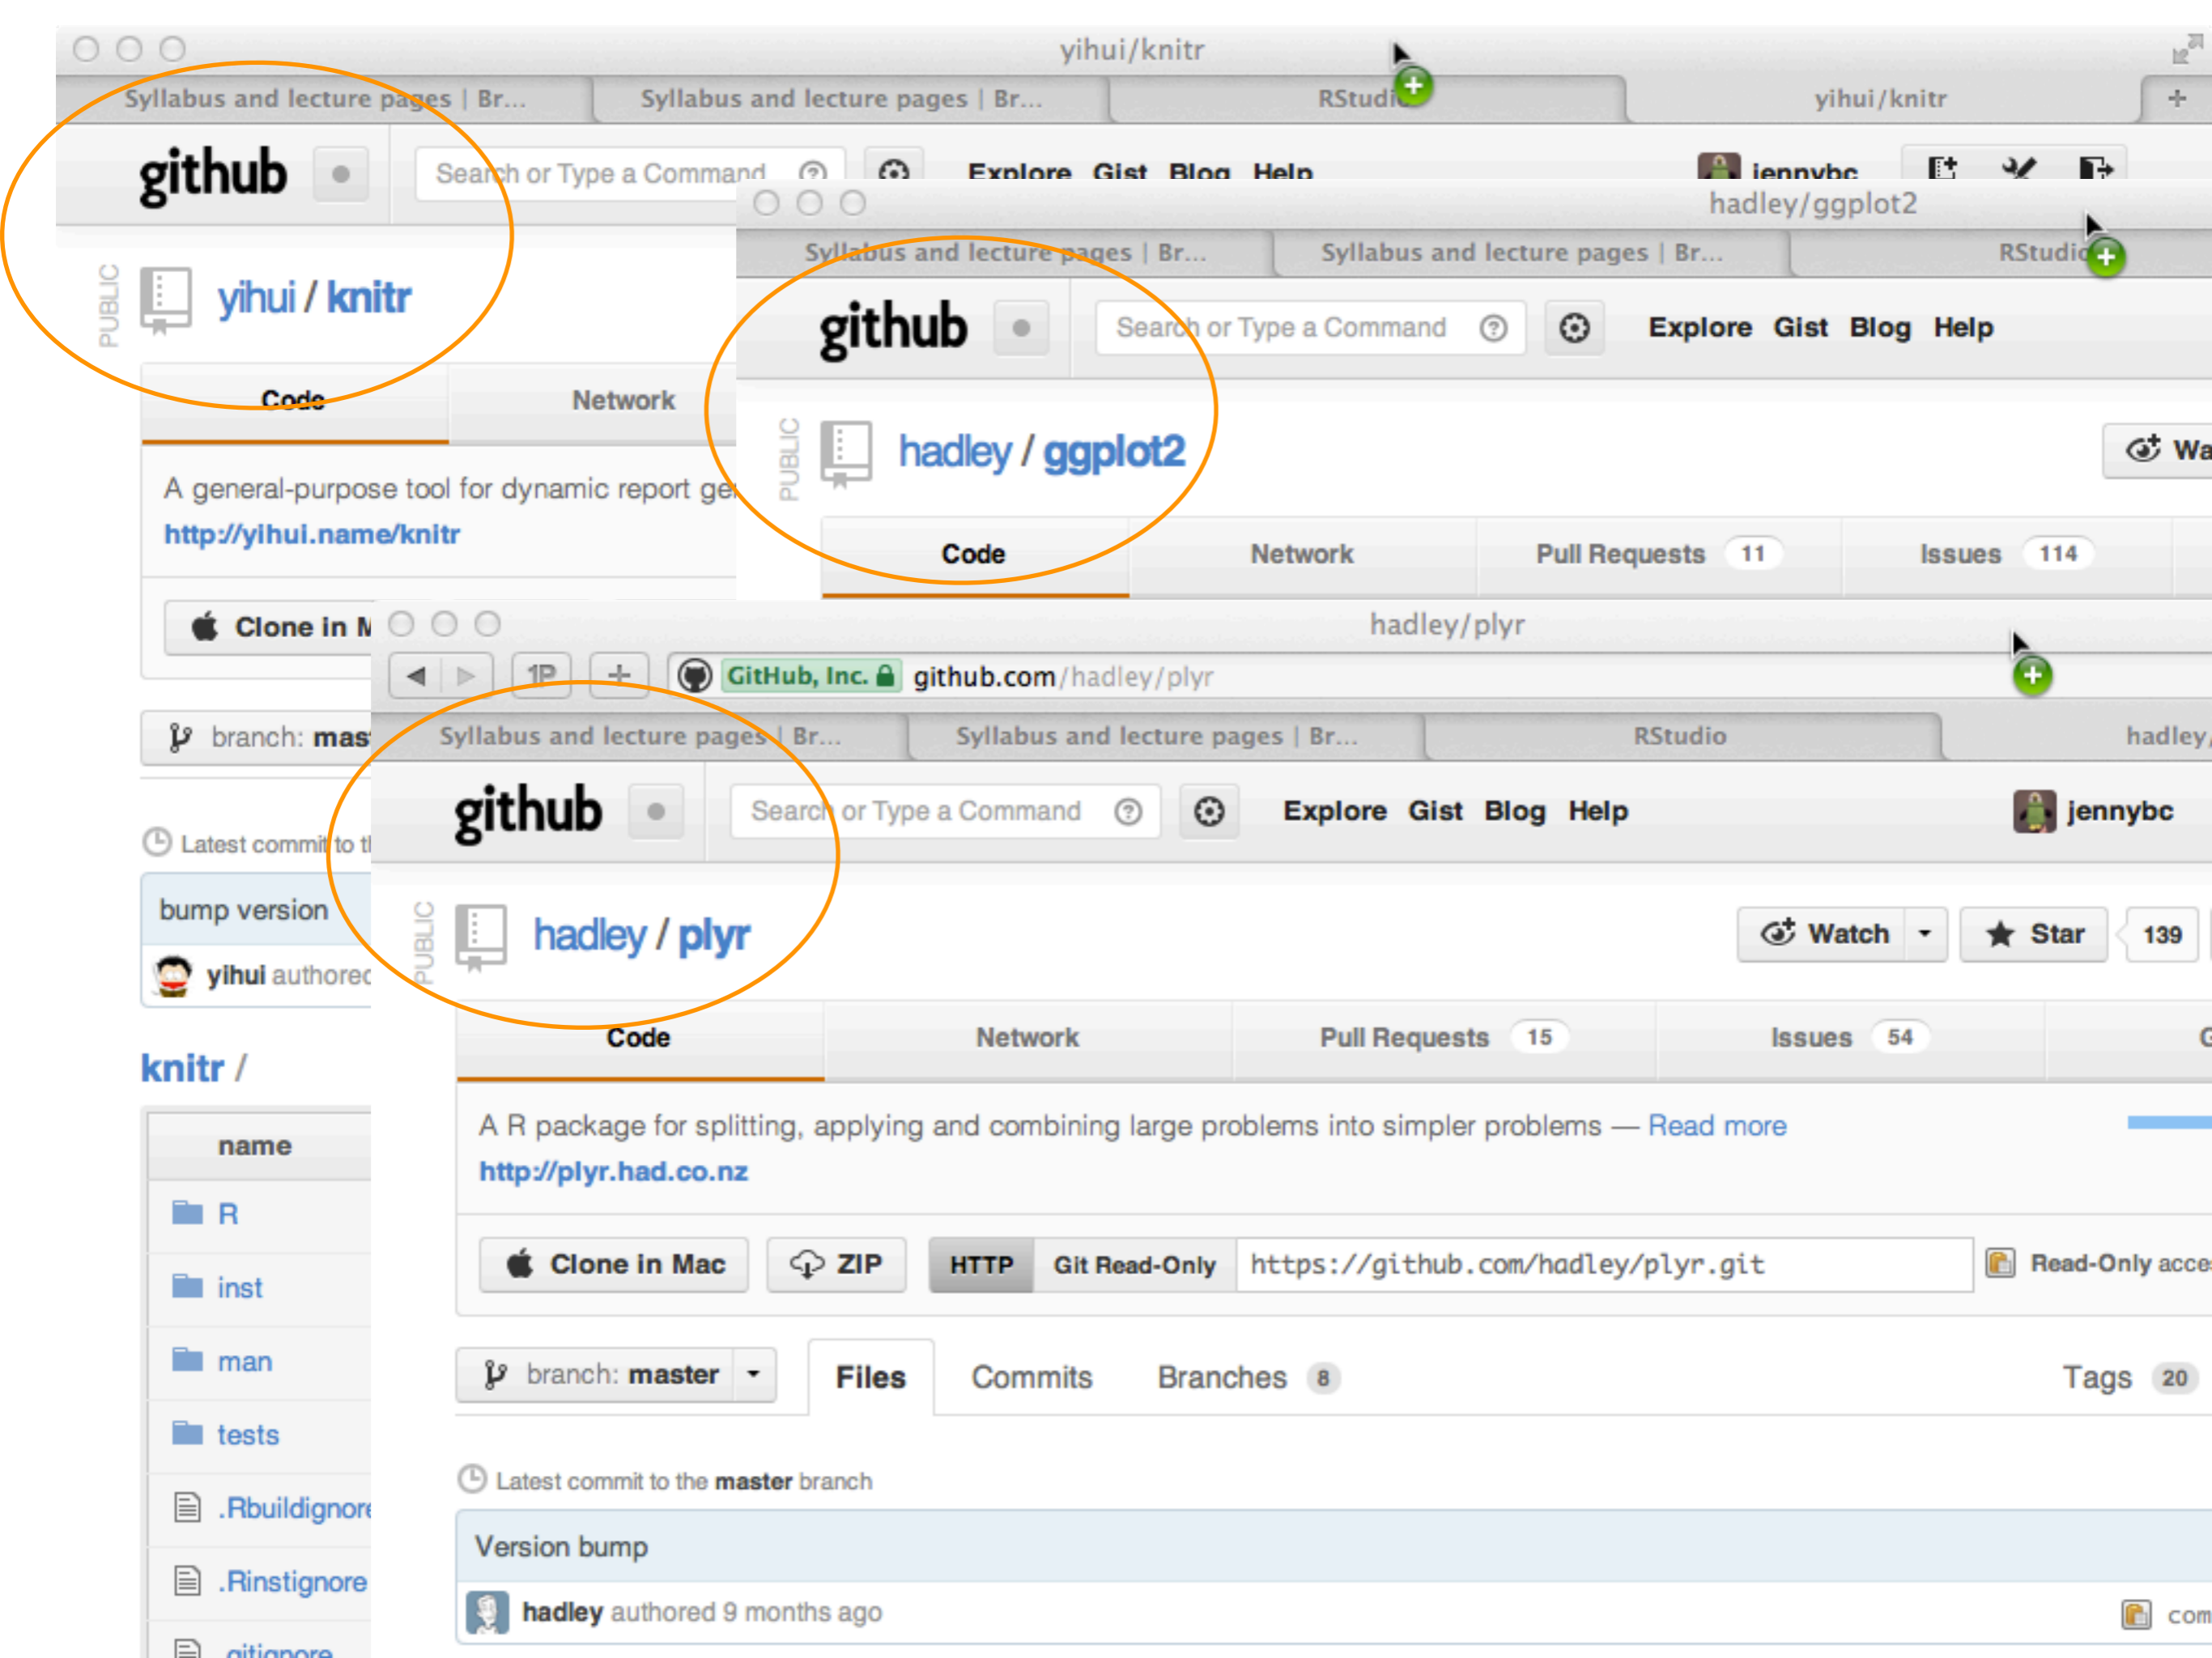 yihui/knitr
Syllabus and lecture pages | Br...
Syllabus and lecture pages | Br...
RStudio
yihui/knitr
github
Search or Type a Command
Explore Gist Blog Help
jennybc
PUBLIC
yihui / knitr
Code
Network
A general-purpose tool for dynamic report ge
http://yihui.name/knitr
Clone in M
branch: mas
Latest commit to t
bump version
yihui authored
knitr /
name
R
inst
man
tests
.Rbuildignore
.Rinstignore
.gitignore
hadley/ggplot2
Syllabus and lecture pages | Br...
Syllabus and lecture pages | Br...
RStudio
github
Search or Type a Command
Explore Gist Blog Help
PUBLIC
hadley / ggplot2
Wa
Code
Network
Pull Requests 11
Issues 114
hadley/plyr
1P
GitHub, Inc. github.com/hadley/plyr
Syllabus and lecture pages | Br...
Syllabus and lecture pages | Br...
RStudio
hadley/
github
Search or Type a Command
Explore Gist Blog Help
jennybc
PUBLIC
hadley / plyr
Watch
Star
139
Code
Network
Pull Requests 15
Issues 54
G
A R package for splitting, applying and combining large problems into simpler problems — Read more
http://plyr.had.co.nz
Clone in Mac
ZIP
HTTP
Git Read-Only
https://github.com/hadley/plyr.git
Read-Only acce
branch: master
Files
Commits
Branches 8
Tags 20
Latest commit to the master branch
Version bump
hadley authored 9 months ago
com